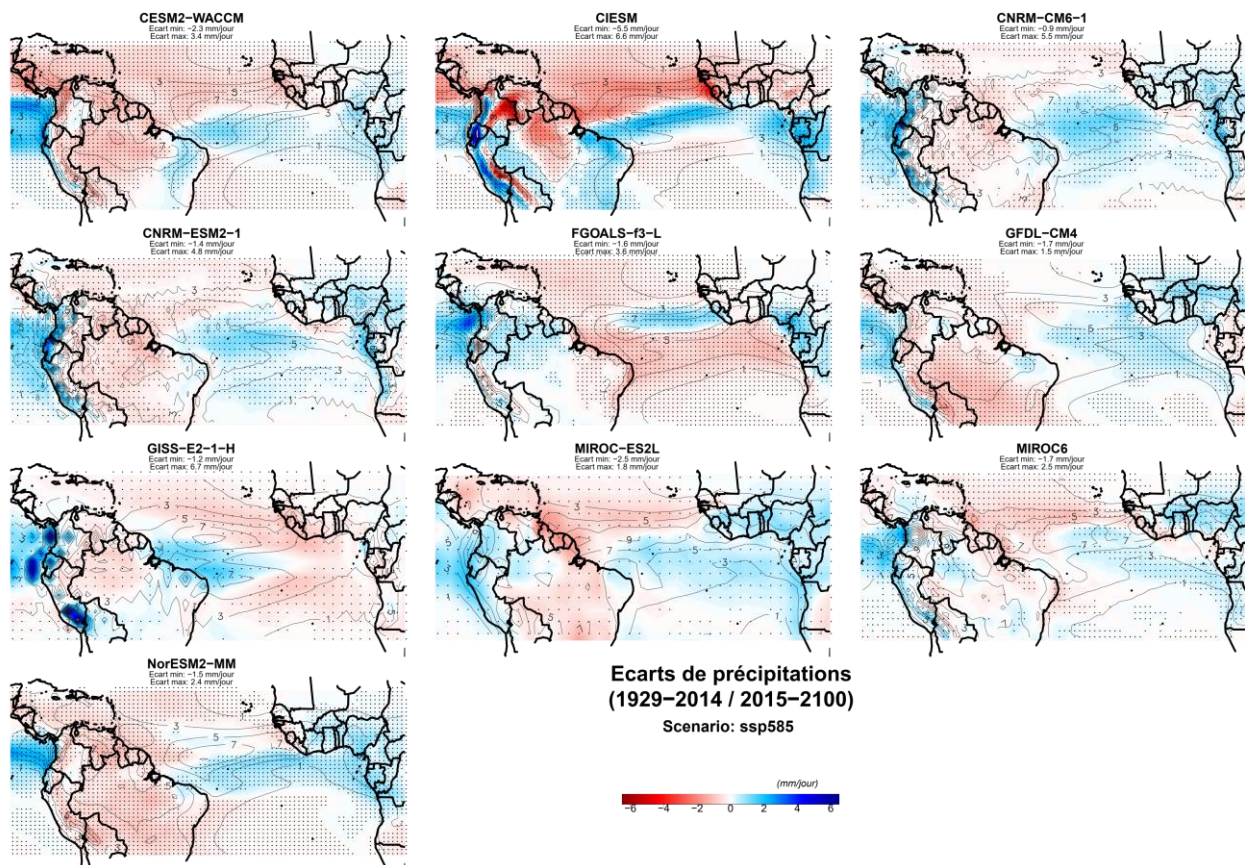 CESM2−WACCM
Ecart min: −2.3 mm/jour
Ecart max: 3.4 mm/jour
CIESM
Ecart min: −5.5 mm/jour
Ecart max: 6.6 mm/jour
CNRM−CM6−1
Ecart min: −0.9 mm/jour
Ecart max: 5.5 mm/jour
CNRM−ESM2−1
Ecart min: −1.4 mm/jour
Ecart max: 4.8 mm/jour
FGOALS−f3−L
Ecart min: −1.6 mm/jour
Ecart max: 3.6 mm/jour
GFDL−CM4
Ecart min: −1.7 mm/jour
Ecart max: 1.5 mm/jour
GISS−E2−1−H
Ecart min: −1.2 mm/jour
Ecart max: 6.7 mm/jour
MIROC−ES2L
Ecart min: −2.5 mm/jour
Ecart max: 1.8 mm/jour
MIROC6
Ecart min: −1.7 mm/jour
Ecart max: 2.5 mm/jour
NorESM2−MM
Ecart min: −1.5 mm/jour
Ecart max: 2.4 mm/jour
Ecarts de précipitations
(1929−2014 / 2015−2100)
Scenario: ssp585
(mm/jour)
−6 −4 −2 0 2 4 6